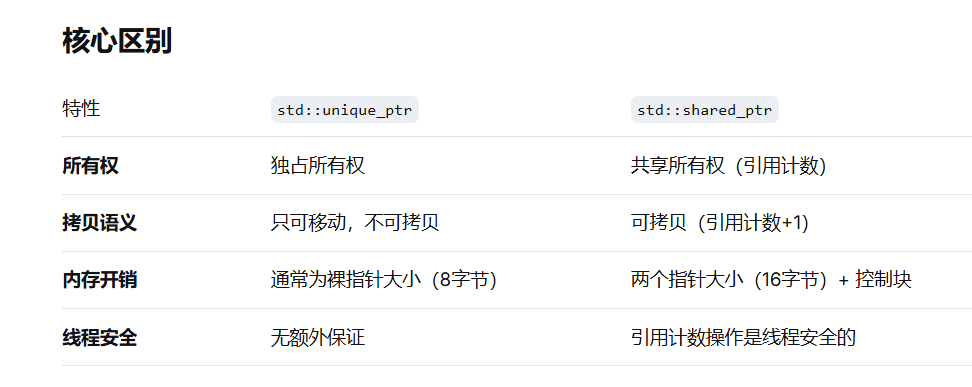 核心区别
特性 std::unique_ptr std::shared_ptr
所有权 独占所有权 共享所有权（引用计数）
拷贝语义 只可移动，不可拷贝 可拷贝（引用计数+1）
内存开销 通常为裸指针大小（8字节） 两个指针大小（16字节）+ 控制块
线程安全 无额外保证 引用计数操作是线程安全的